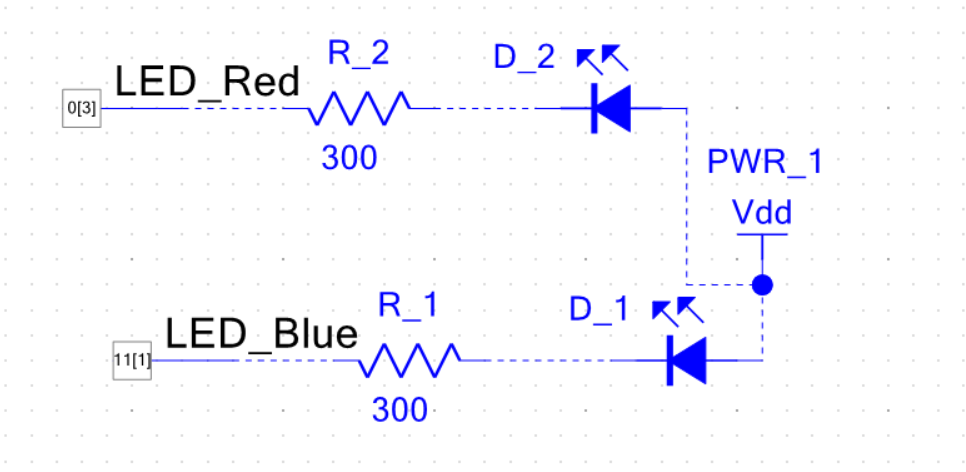 R_2
D_2
LED_Red
0[3]
300
PWR_1
Vdd
R_1
D_1
LED_Blue
11[1]
300